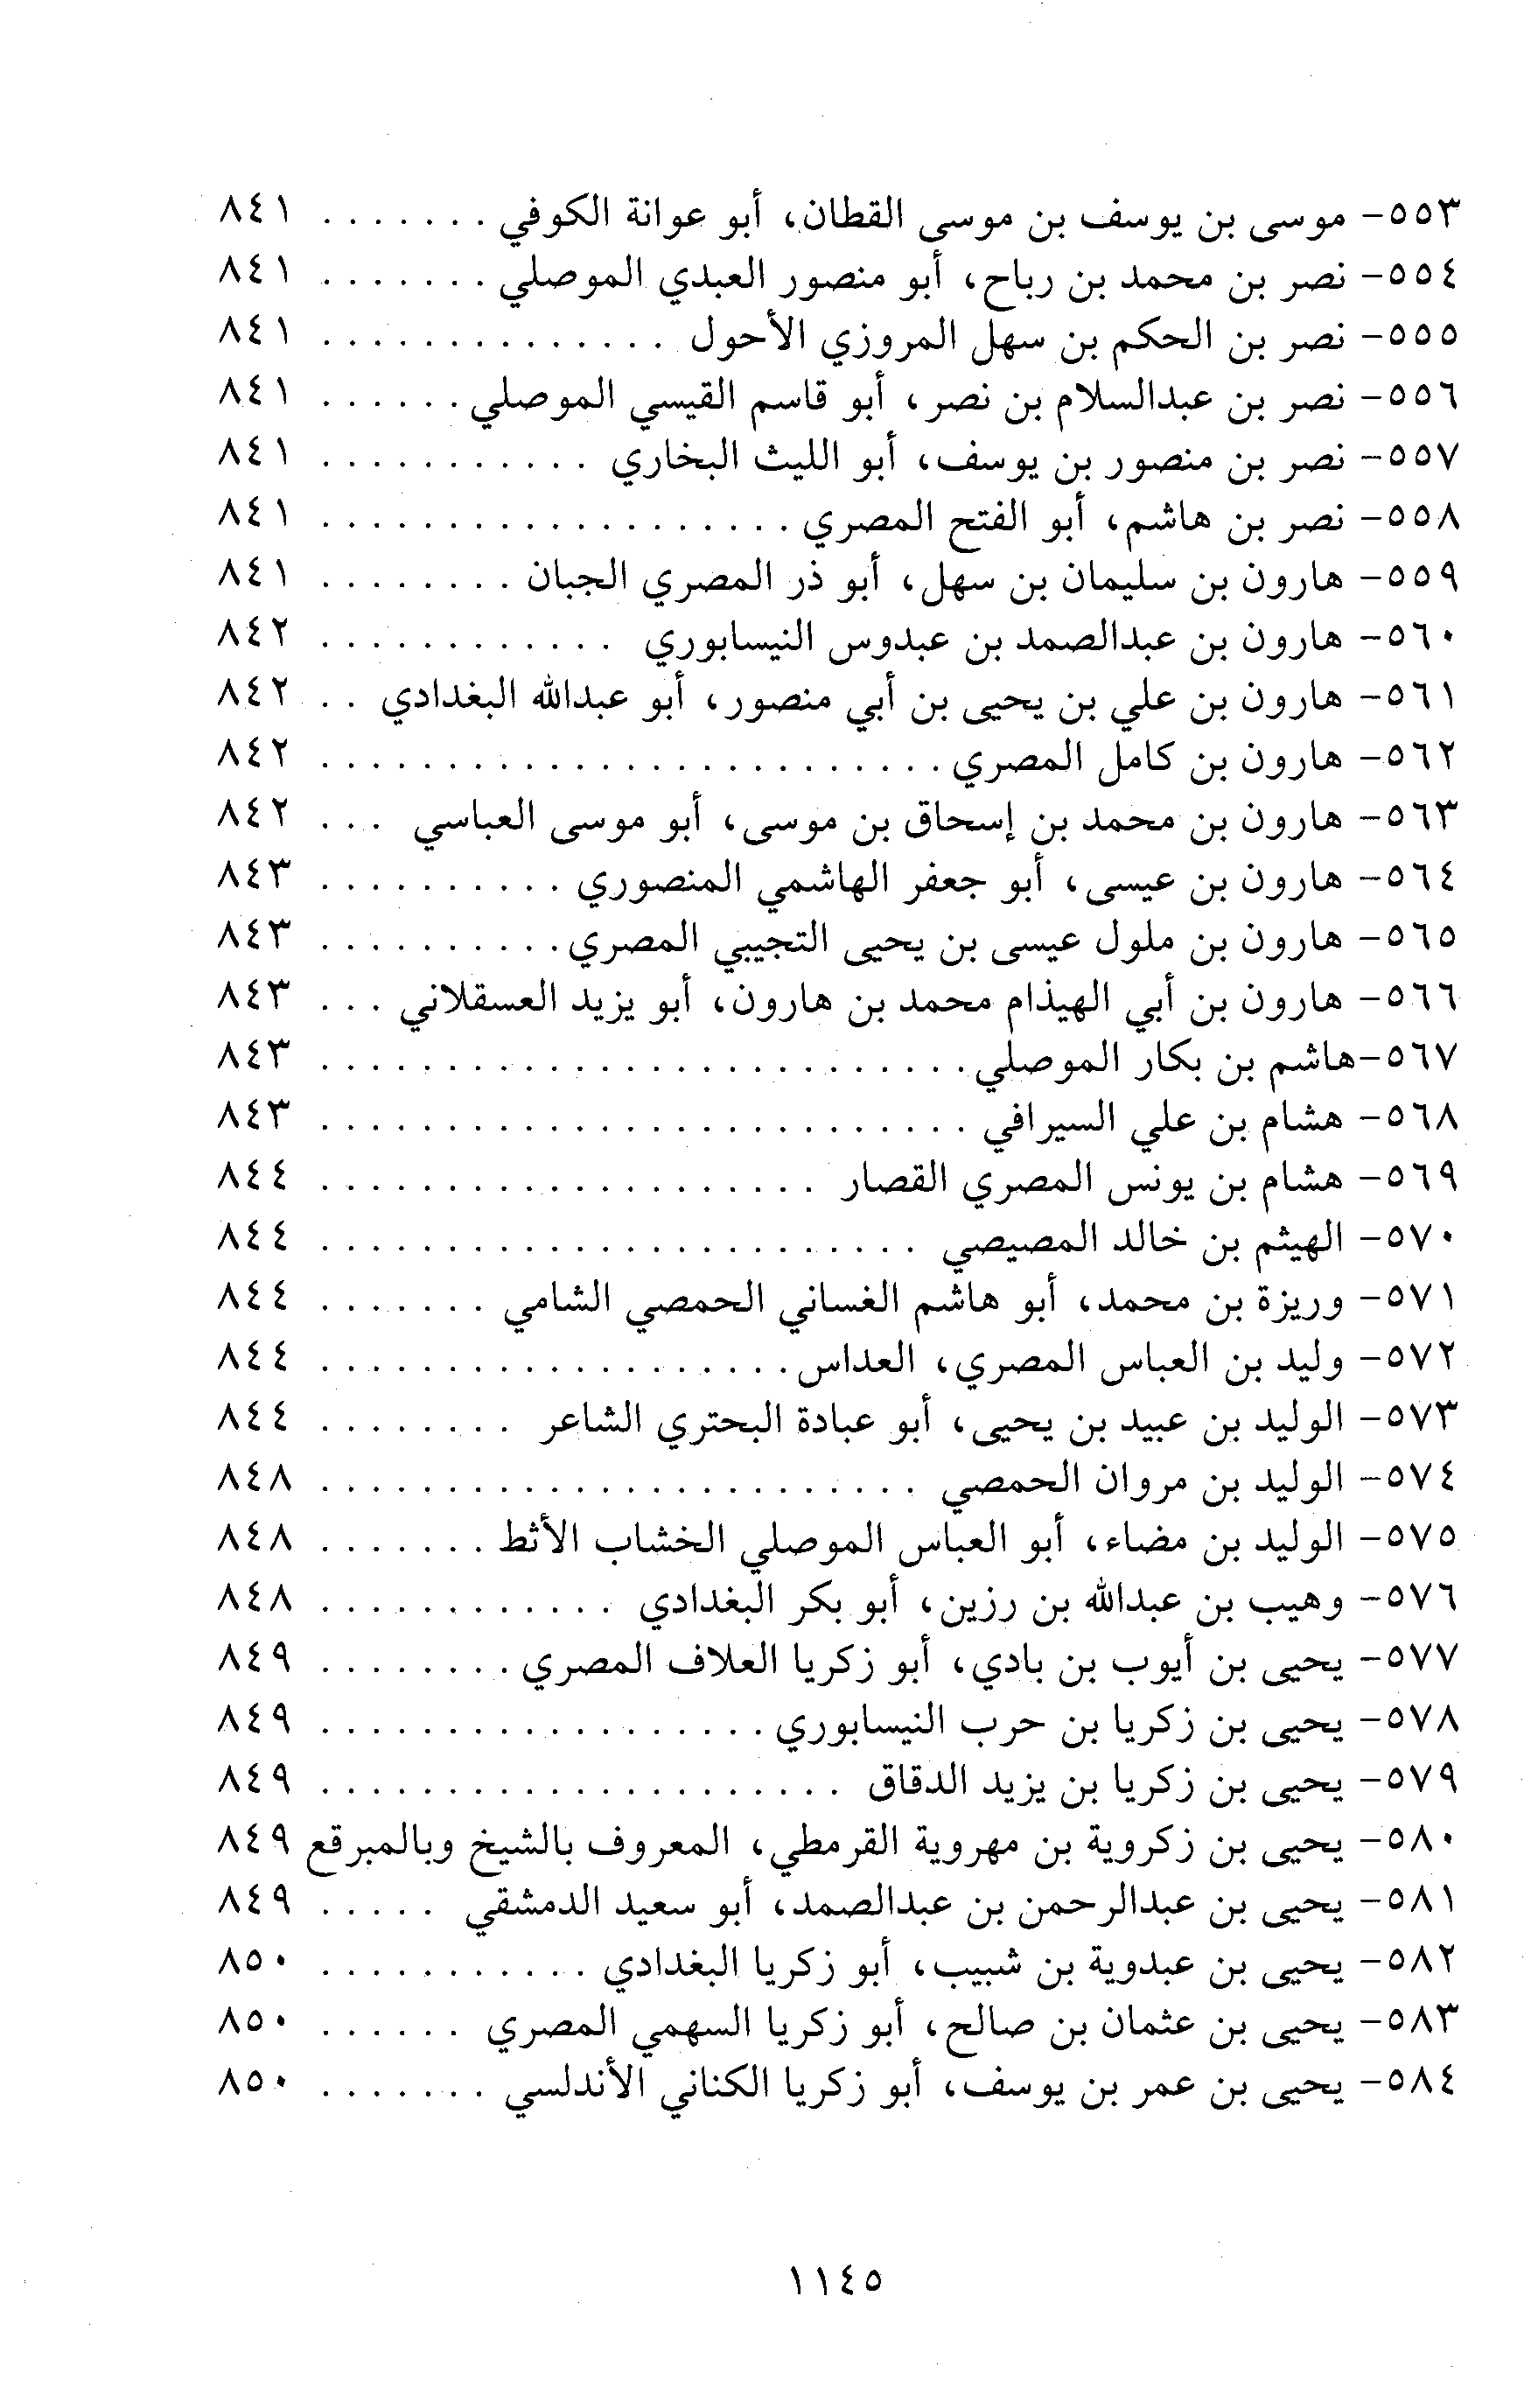 ٥٥٣- موسى بن يوسف بن موسى القطان، أبو عوانة الكوفي . . . . . . . ٨٤١
٥٥٤- نصر بن محمد بن رباح، أبو منصور العبدي الموصلي . . . . . . . ٨٤١
٥٥٥- نصر بن الحكم بن سهل المروزي الأحول . . . . . . . . . . . . . . ٨٤١
٥٥٦- نصر بن عبدالسلام بن نصر، أبو قاسم القيسي الموصلي . . . . . . ٨٤١
٥٥٧- نصر بن منصور بن يوسف، أبو الليث البخاري . . . . . . . . . . . ٨٤١
٥٥٨- نصر بن هاشم، أبو الفتح المصري . . . . . . . . . . . . . . . . . . . ٨٤١
٥٥٩- هارون بن سليمان بن سهل، أبو ذر المصري الجبان . . . . . . . . ٨٤١
٥٦٠- هارون بن عبدالصمد بن عبدوس النيسابوري . . . . . . . . . . . . ٨٤٢
٥٦١- هارون بن علي بن يحيى بن أبي منصور، أبو عبدالله البغدادي . . ٨٤٢
٥٦٢- هارون بن كامل المصري . . . . . . . . . . . . . . . . . . . . . . . . . ٨٤٢
٥٦٣- هارون بن محمد بن إسحاق بن موسى، أبو موسى العباسي . . . ٨٤٢
٥٦٤- هارون بن عيسى، أبو جعفر الهاشمي المنصوري . . . . . . . . . . ٨٤٣
٥٦٥- هارون بن ملول عيسى بن يحيى التجيبي المصري . . . . . . . . . . ٨٤٣
٥٦٦- هارون بن أبي الهيذام محمد بن هارون، أبو يزيد العسقلاني . . . ٨٤٣
٥٦٧-هاشم بن بكار الموصلي . . . . . . . . . . . . . . . . . . . . . . . . . . ٨٤٣
٥٦٨- هشام بن علي السيرافي . . . . . . . . . . . . . . . . . . . . . . . . . . ٨٤٣
٥٦٩- هشام بن يونس المصري القصار . . . . . . . . . . . . . . . . . . . . ٨٤٤
٥٧٠- الهيثم بن خالد المصيصي . . . . . . . . . . . . . . . . . . . . . . . . ٨٤٤
٥٧١- وريزة بن محمد، أبو هاشم الغساني الحمصي الشامي . . . . . . . ٨٤٤
٥٧٢- وليد بن العباس المصري، العداس . . . . . . . . . . . . . . . . . . . ٨٤٤
٥٧٣- الوليد بن عبيد بن يحيى، أبو عبادة البحتري الشاعر . . . . . . . . ٨٤٤
٥٧٤- الوليد بن مروان الحمصي . . . . . . . . . . . . . . . . . . . . . . . . ٨٤٨
٥٧٥- الوليد بن مضاء، أبو العباس الموصلي الخشاب الأثط . . . . . . . ٨٤٨
٥٧٦- وهيب بن عبدالله بن رزين، أبو بكر البغدادي . . . . . . . . . . . . ٨٤٨
٥٧٧- يحيى بن أيوب بن بادي، أبو زكريا العلاف المصري . . . . . . . . ٨٤٩
٥٧٨- يحيى بن زكريا بن حرب النيسابوري . . . . . . . . . . . . . . . . . . ٨٤٩
٥٧٩- يحيى بن زكريا بن يزيد الدقاق . . . . . . . . . . . . . . . . . . . . . ٨٤٩
٥٨٠- يحيى بن زكروية بن مهروية القرمطي، المعروف بالشيخ وبالمبرقع ٨٤٩
٥٨١- يحيى بن عبدالرحمن بن عبدالصمد، أبو سعيد الدمشقي . . . . . ٨٤٩
٥٨٢- يحيى بن عبدوية بن شبيب، أبو زكريا البغدادي . . . . . . . . . . . ٨٥٠
٥٨٣- يحيى بن عثمان بن صالح، أبو زكريا السهمي المصري . . . . . . ٨٥٠
٥٨٤- يحيى بن عمر بن يوسف، أبو زكريا الكناني الأندلسي . . . . . . . ٨٥٠
١١٤٥